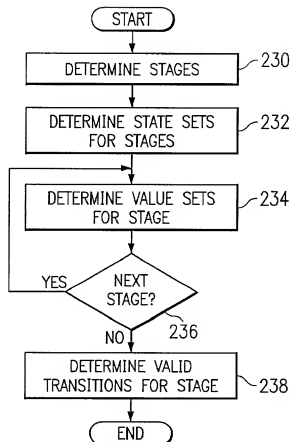 START
DETERMINE STAGES
230
DETERMINE STATE SETS
FOR STAGES
232
DETERMINE VALUE SETS
FOR STAGE
234
YES
NEXT
STAGE?
236
NO
DETERMINE VALID
TRANSITIONS FOR STAGE
238
END